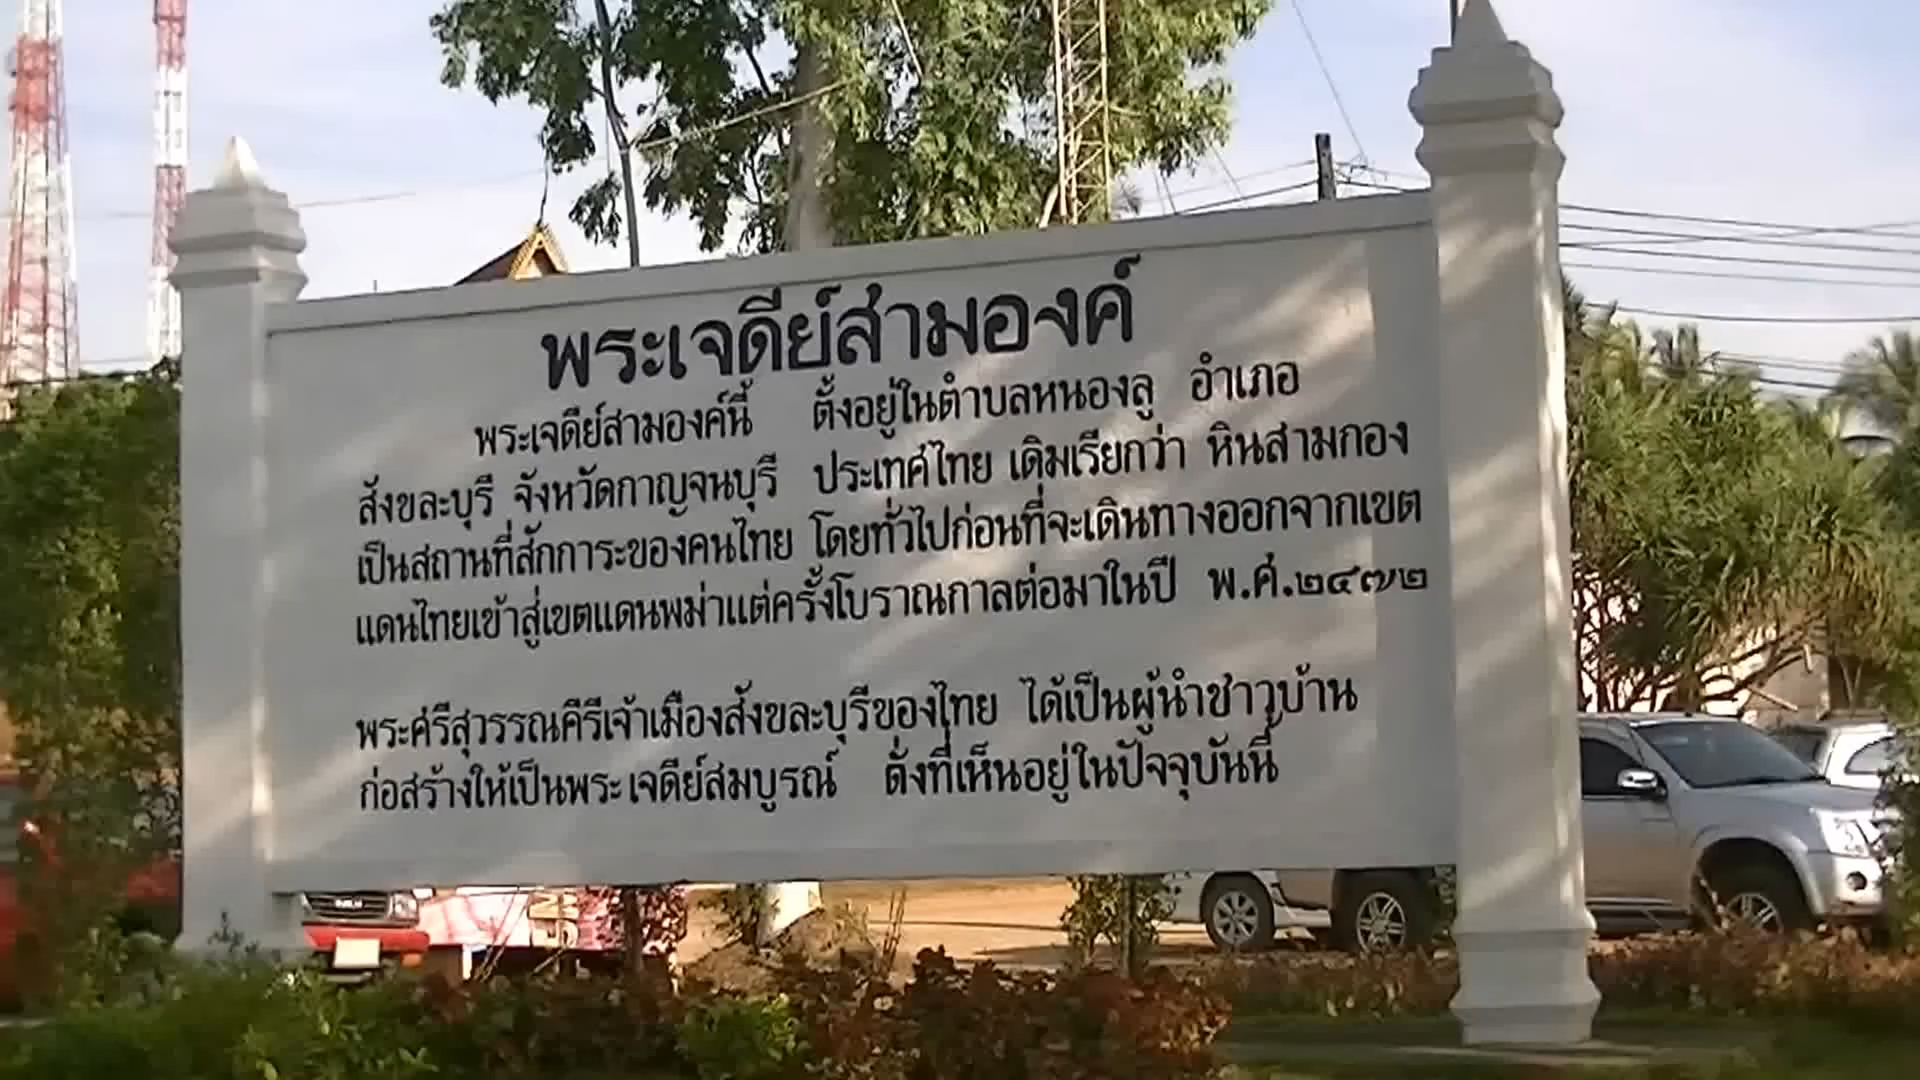 พระเจดีย์สามองค์
พระเจดีย์สามองค์นี้ ตั้งอยู่ในตำบลหนองลู อำเภอ
สังขละบุรี จังหวัดกาญจนบุรี ประเทศไทย เดิมเรียกว่า หินสามกอง
เป็นสถานที่สักการะของคนไทย โดยทั่วไปก่อนที่จะเดินทางออกจากเขต
แดนไทยเข้าสู่เขตแดนพม่าแต่ครั้งโบราณกาลต่อมาในปี พ.ศ.๒๔๗๒
พระศรีสุวรรณคีรีเจ้าเมืองสังขละบุรีของไทย ได้เป็นผู้นำชาวบ้าน
ก่อสร้างให้เป็นพระเจดีย์สมบูรณ์ ดั่งที่เห็นอยู่ในปัจจุบันนี้